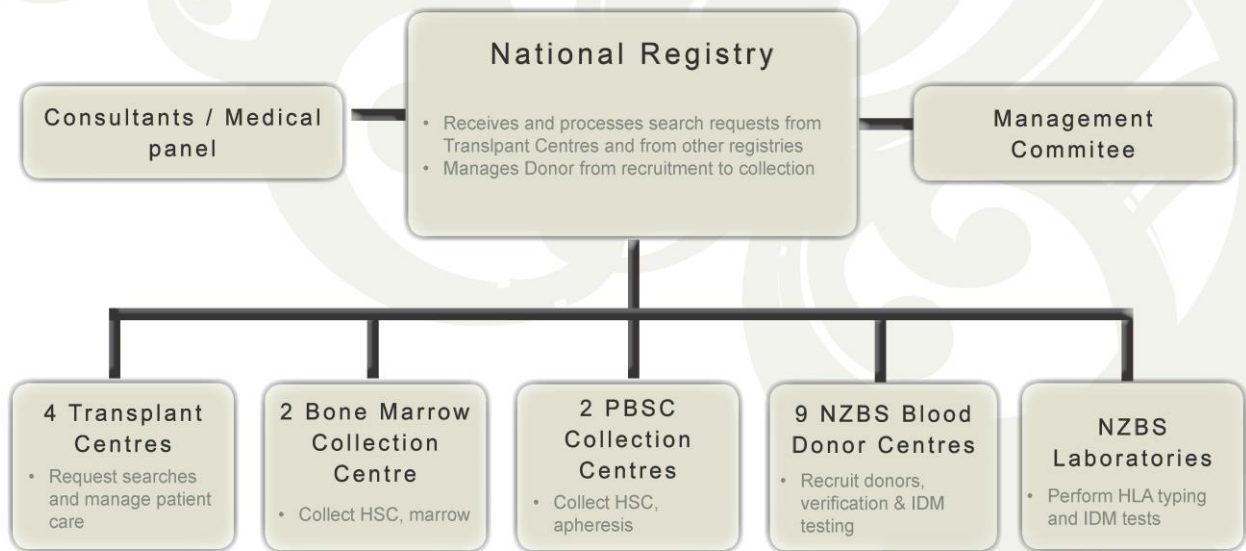 National Registry
• Receives and processes search requests from
Translpant Centres and from other registries
• Manages Donor from recruitment to collection
Consultants / Medical
panel
Management
Commitee
4 Transplant
Centres
• Request searches
and manage patient
care
2 Bone Marrow
Collection
Centre
• Collect HSC, marrow
2 PBSC
Collection
Centres
• Collect HSC,
apheresis
9 NZBS Blood
Donor Centres
• Recruit donors,
verification & IDM
testing
NZBS
Laboratories
• Perform HLA typing
and IDM tests